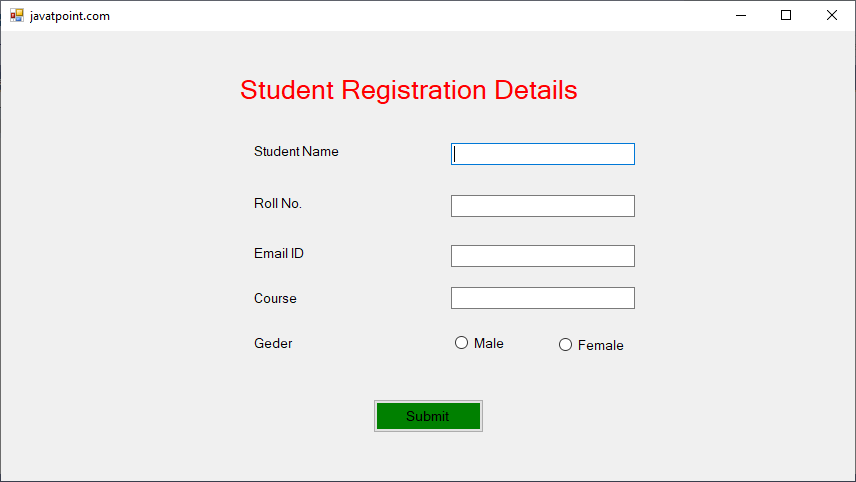 javatpoint.com
Student Registration Details
Student Name
Roll No.
Email ID
Course
Geder Male Female
Submit